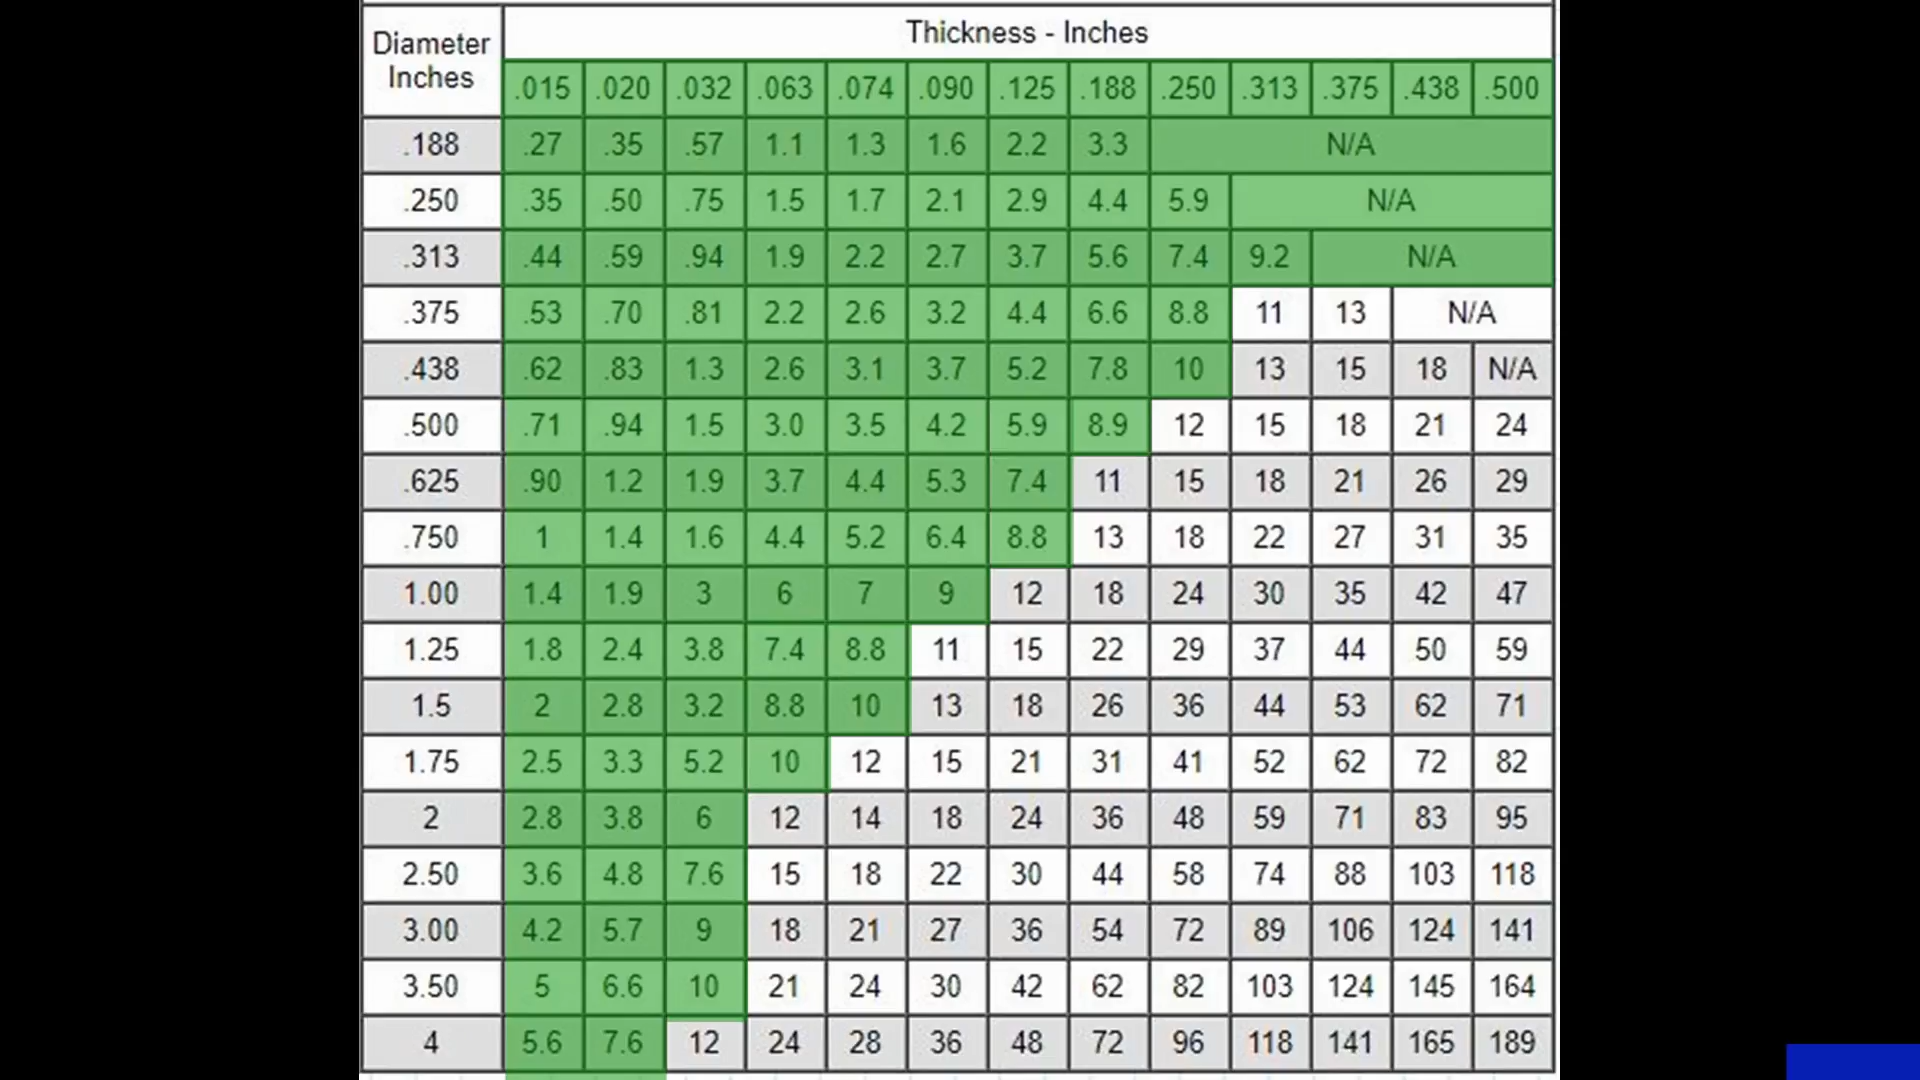 Diameter Inches Thickness - Inches
.015 .020 .032 .063 .074 .090 .125 .188 .250 .313 .375 .438 .500
.188 .27 .35 .57 1.1 1.3 1.6 2.2 3.3 N/A
.250 .35 .50 .75 1.5 1.7 2.1 2.9 4.4 5.9 N/A
.313 .44 .59 .94 1.9 2.2 2.7 3.7 5.6 7.4 9.2 N/A
.375 .53 .70 .81 2.2 2.6 3.2 4.4 6.6 8.8 11 13 N/A
.438 .62 .83 1.3 2.6 3.1 3.7 5.2 7.8 10 13 15 18 N/A
.500 .71 .94 1.5 3.0 3.5 4.2 5.9 8.9 12 15 18 21 24
.625 .90 1.2 1.9 3.7 4.4 5.3 7.4 11 15 18 21 26 29
.750 1 1.4 1.6 4.4 5.2 6.4 8.8 13 18 22 27 31 35
1.00 1.4 1.9 3 6 7 9 12 18 24 30 35 42 47
1.25 1.8 2.4 3.8 7.4 8.8 11 15 22 29 37 44 50 59
1.5 2 2.8 3.2 8.8 10 13 18 26 36 44 53 62 71
1.75 2.5 3.3 5.2 10 12 15 21 31 41 52 62 72 82
2 2.8 3.8 6 12 14 18 24 36 48 59 71 83 95
2.50 3.6 4.8 7.6 15 18 22 30 44 58 74 88 103 118
3.00 4.2 5.7 9 18 21 27 36 54 72 89 106 124 141
3.50 5 6.6 10 21 24 30 42 62 82 103 124 145 164
4 5.6 7.6 12 24 28 36 48 72 96 118 141 165 189